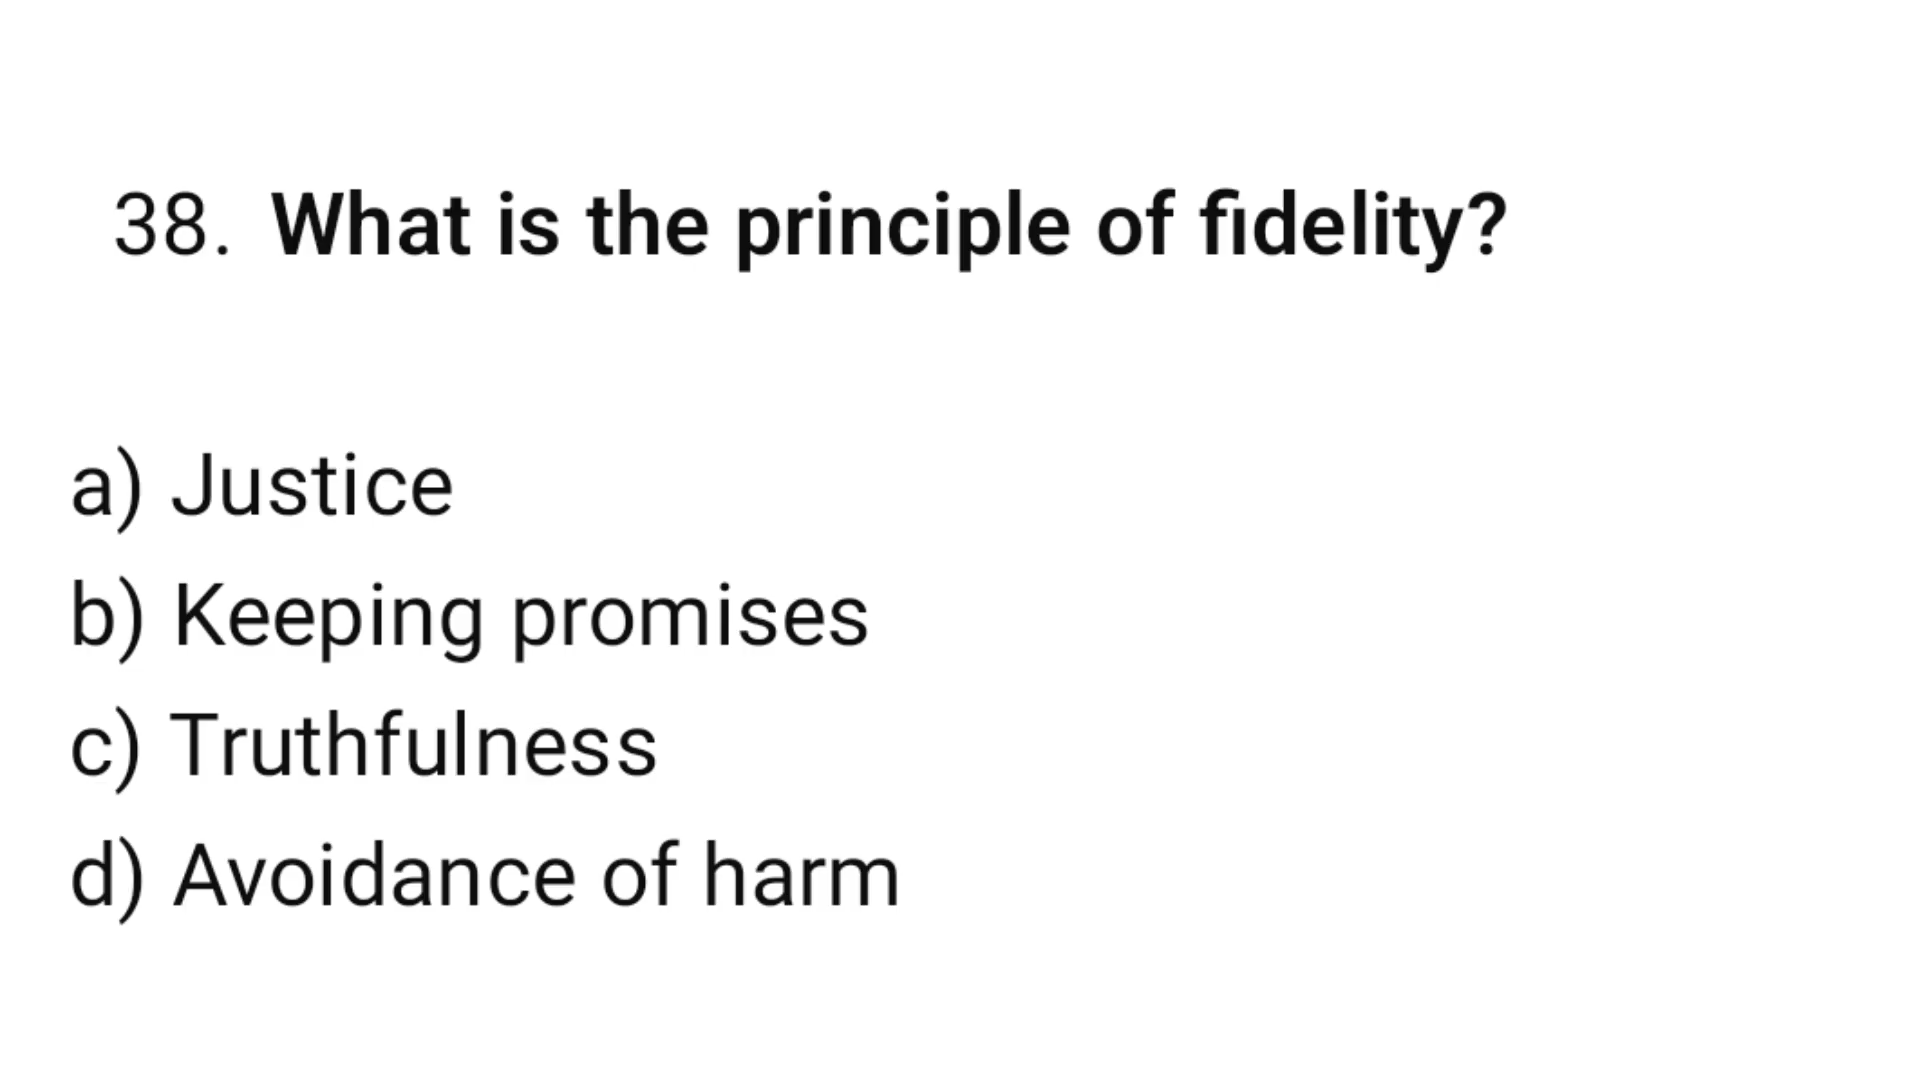 38. What is the principle of fidelity?
a) Justice
b) Keeping promises
c) Truthfulness
d) Avoidance of harm